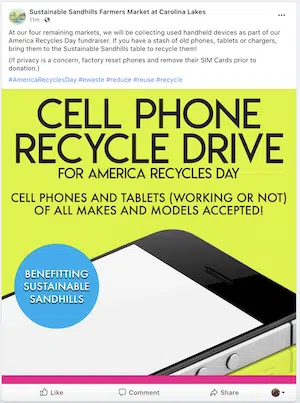 Sustainable Sandhills Farmers Market at Carolina Lakes
11m ·
At our four remaining markets, we will be collecting used handheld devices as part of our
America Recycles Day fundraiser. If you have a stash of old phones, tablets or chargers,
bring them to the Sustainable Sandhills table to recycle them!
(If privacy is a concern, factory reset phones and remove their SIM Cards prior to
donation.)
#AmericaRecyclesDay #ewaste #reduce #reuse #recycle
CELL PHONE
RECYCLE DRIVE
FOR AMERICA RECYCLES DAY
CELL PHONES AND TABLETS (WORKING OR NOT)
OF ALL MAKES AND MODELS ACCEPTED!
BENEFITTING
SUSTAINABLE
SANDHILLS
Like Comment Share